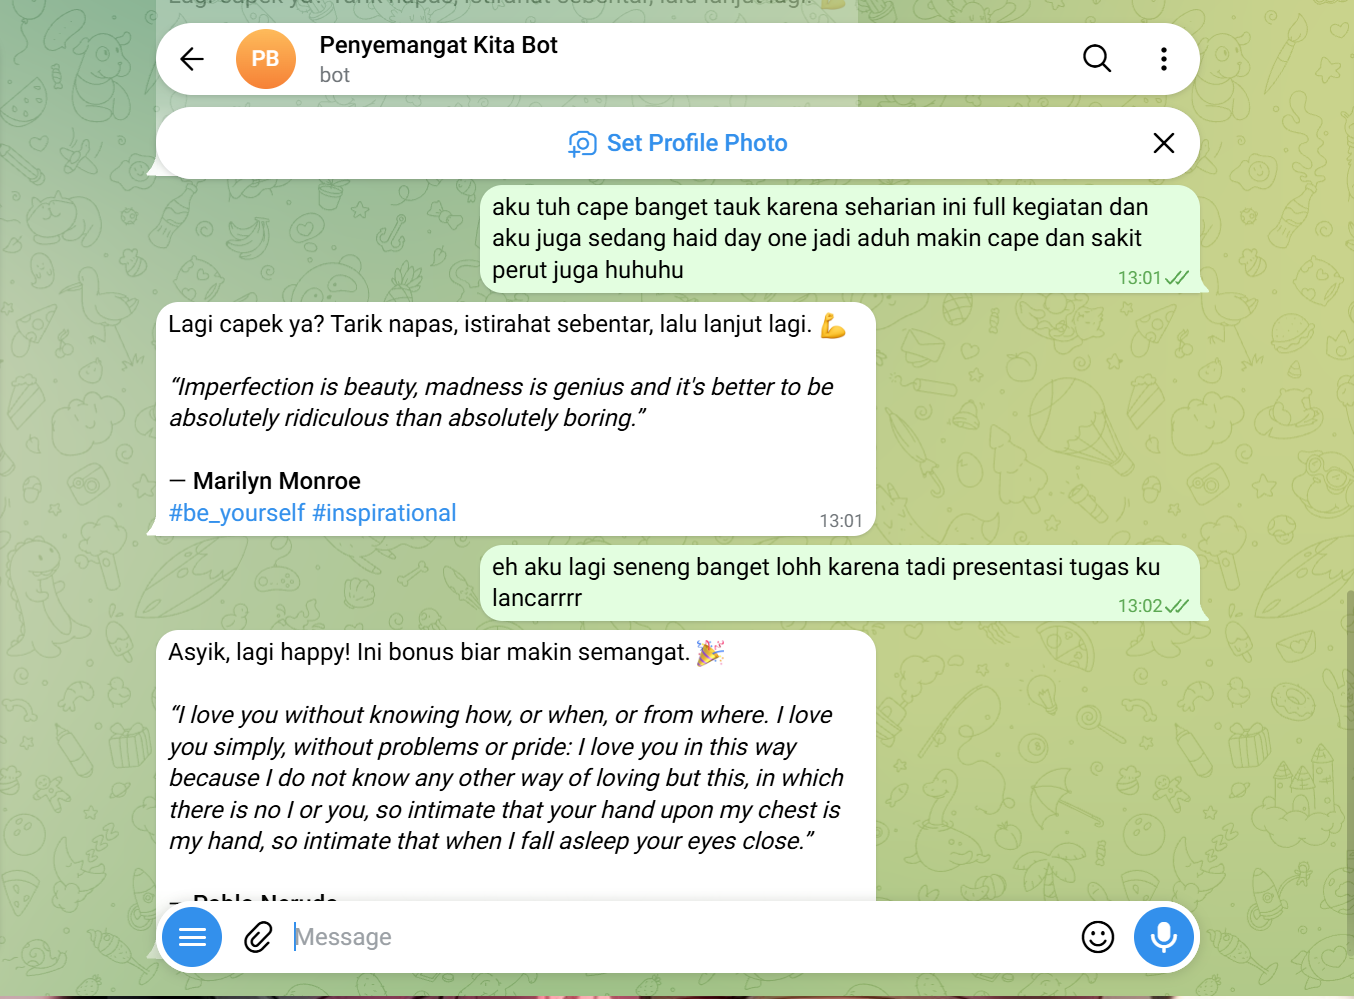 Penyemangat Kita Bot
PB
bot
Set Profile Photo
aku tuh cape banget tauk karena seharian ini full kegiatan dan
aku juga sedang haid day one jadi aduh makin cape dan sakit
perut juga huhuhu
13:01
Lagi capek ya? Tarik napas, istirahat sebentar, lalu lanjut lagi. 💪
“Imperfection is beauty, madness is genius and it's better to be
absolutely ridiculous than absolutely boring.”
— Marilyn Monroe
#be_yourself #inspirational
13:01
eh aku lagi seneng banget lohh karena tadi presentasi tugas ku
lancarrrr
13:02
Asyik, lagi happy! Ini bonus biar makin semangat. 🎉
“I love you without knowing how, or when, or from where. I love
you simply, without problems or pride: I love you in this way
because I do not know any other way of loving but this, in which
there is no I or you, so intimate that your hand upon my chest is
my hand, so intimate that when I fall asleep your eyes close.”
— Pablo Neruda
Message